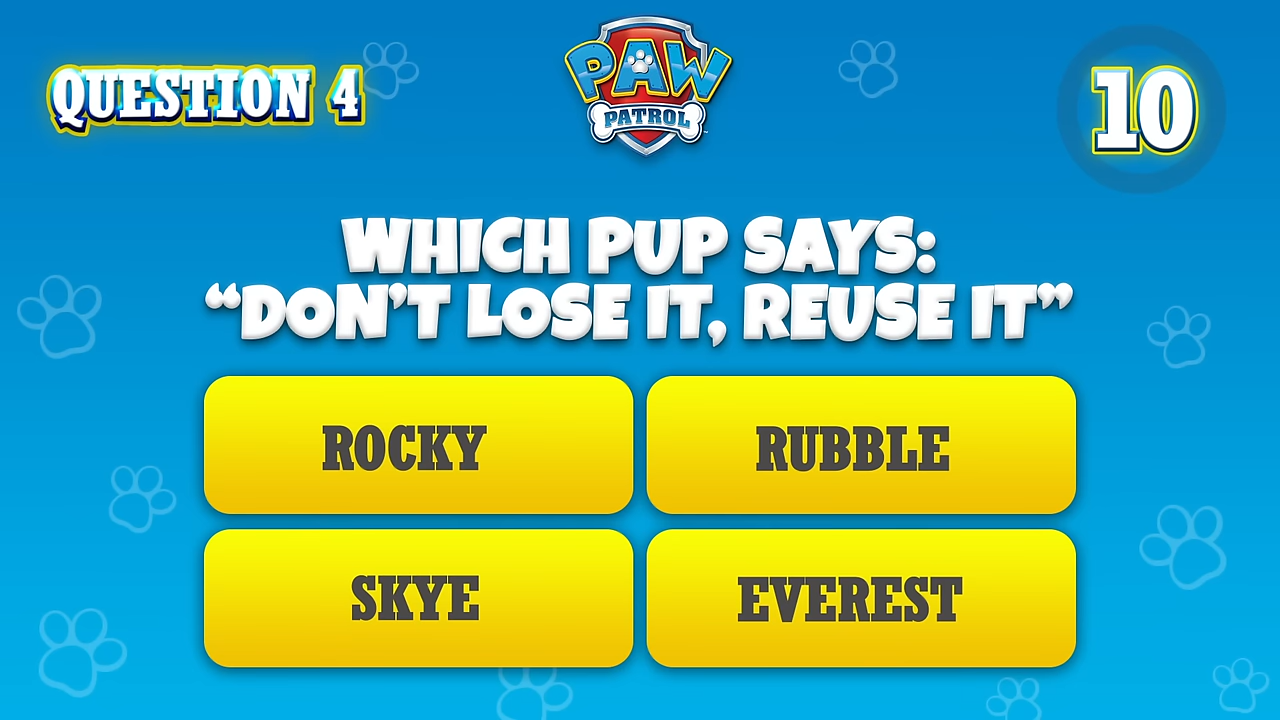 QUESTION 4
PAW
PATROL
10
WHICH PUP SAYS:
“DON’T LOSE IT, REUSE IT”
ROCKY
RUBBLE
SKYE
EVEREST